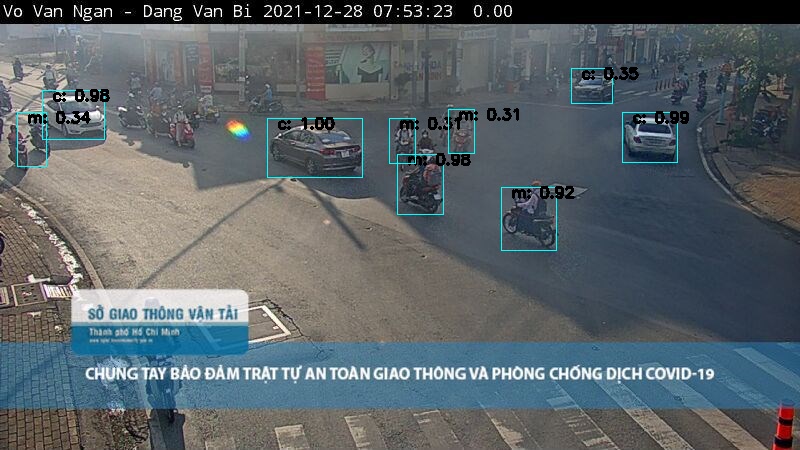 Vo Van Ngan - Dang Van Bi 2021-12-28 07:53:23 0.00
c: 0.35
c: 0.98
m: 0.34
c: 1.00
m: 0.31
m: 0.31
c: 0.99
m: 0.98
m: 0.92
SỞ GIAO THÔNG VẬN TẢI
Thành phố Hồ Chí Minh
CHUNG TAY BẢO ĐẢM TRẬT TỰ AN TOÀN GIAO THÔNG VÀ PHÒNG CHỐNG DỊCH COVID-19